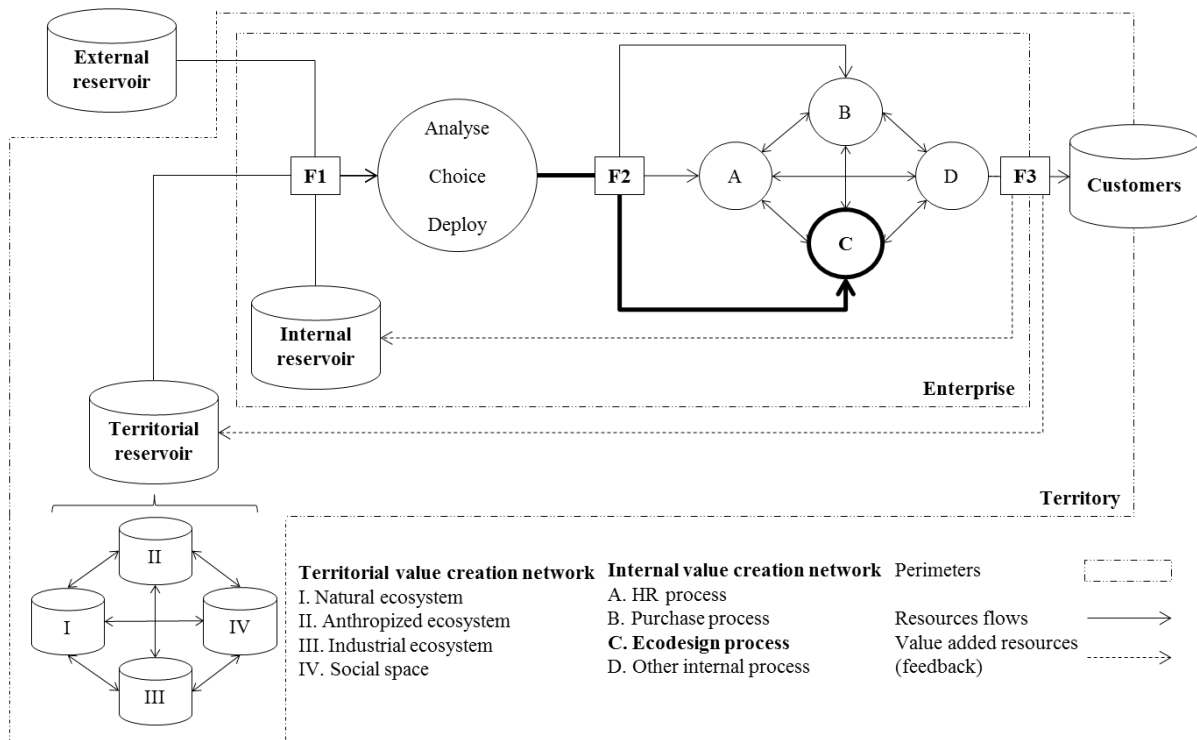 External
reservoir
Analyse
Choice
Deploy
F1
F2
F3
A
B
C
D
Customers
Internal
reservoir
Enterprise
Territorial
reservoir
Territory
I
II
III
IV
Territorial value creation network
I. Natural ecosystem
II. Anthropized ecosystem
III. Industrial ecosystem
IV. Social space
Internal value creation network
A. HR process
B. Purchase process
C. Ecodesign process
D. Other internal process
Perimeters
Resources flows
Value added resources
(feedback)